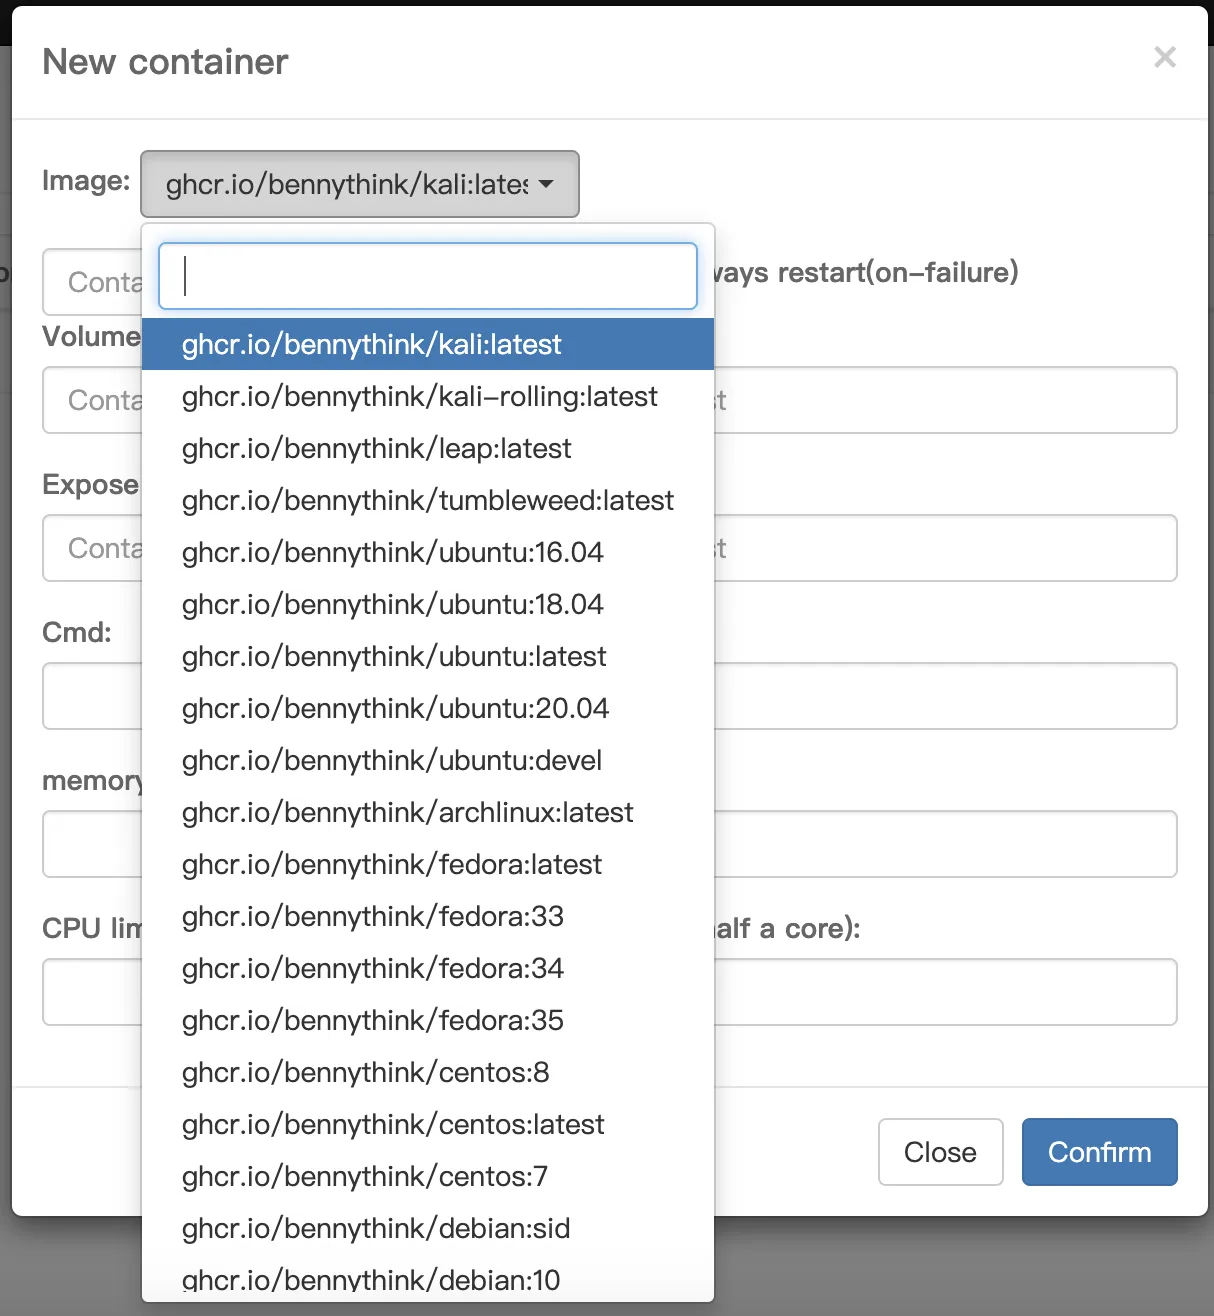 New container
×
Image: ghcr.io/bennythink/kali:lates
ways restart(on-failure)
Volume
ghcr.io/bennythink/kali:latest
ghcr.io/bennythink/kali-rolling:latest
ghcr.io/bennythink/leap:latest
Expose
ghcr.io/bennythink/tumbleweed:latest
ghcr.io/bennythink/ubuntu:16.04
ghcr.io/bennythink/ubuntu:18.04
Cmd:
ghcr.io/bennythink/ubuntu:latest
ghcr.io/bennythink/ubuntu:20.04
ghcr.io/bennythink/ubuntu:devel
memory
ghcr.io/bennythink/archlinux:latest
ghcr.io/bennythink/fedora:latest
ghcr.io/bennythink/fedora:33
CPU lim
alf a core):
ghcr.io/bennythink/fedora:34
ghcr.io/bennythink/fedora:35
ghcr.io/bennythink/centos:8
ghcr.io/bennythink/centos:latest
ghcr.io/bennythink/centos:7
Close
Confirm
ghcr.io/bennythink/debian:sid
ghcr.io/bennythink/debian:10